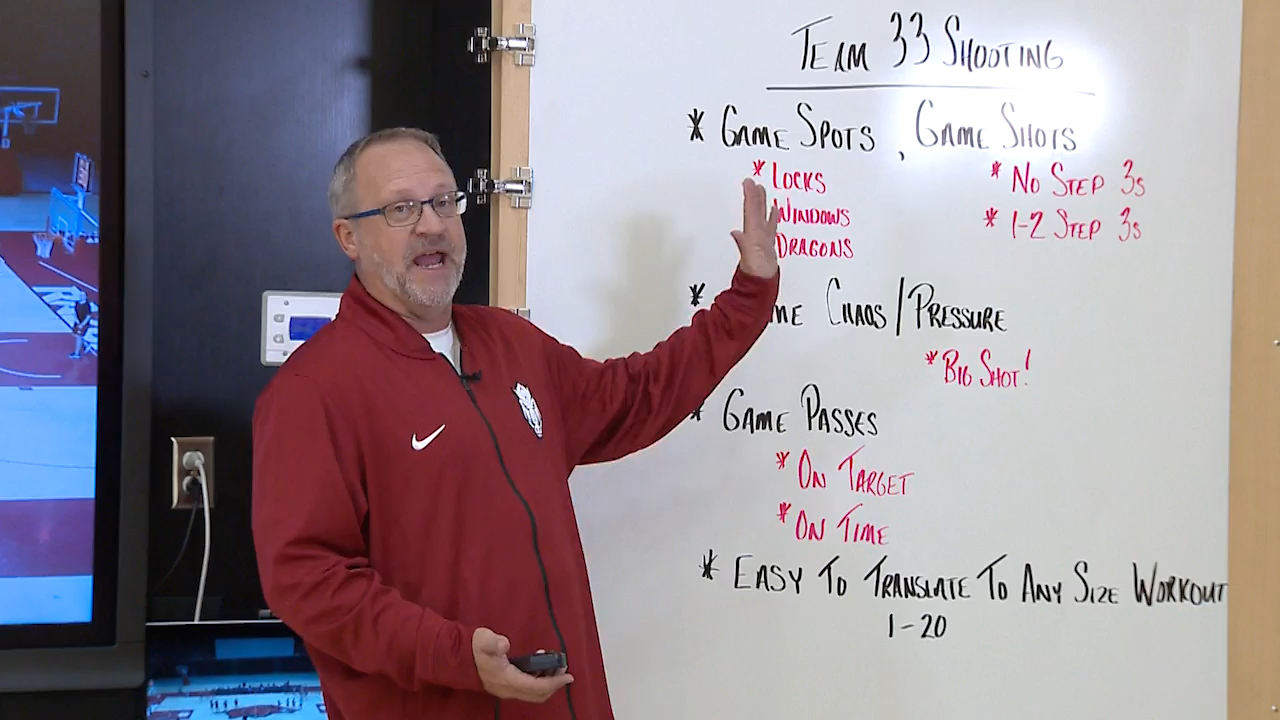 TEAM 33 SHOOTING
* GAME SPOTS, GAME SHOTS
* LOCKS
WINDOWS
DRAGONS
* NO STEP 3s
* 1-2 STEP 3s
* ME CHAOS/PRESSURE
* BIG SHOT!
* GAME PASSES
* ON TARGET
* ON TIME
* EASY TO TRANSLATE TO ANY SIZE WORKOUT
1-20